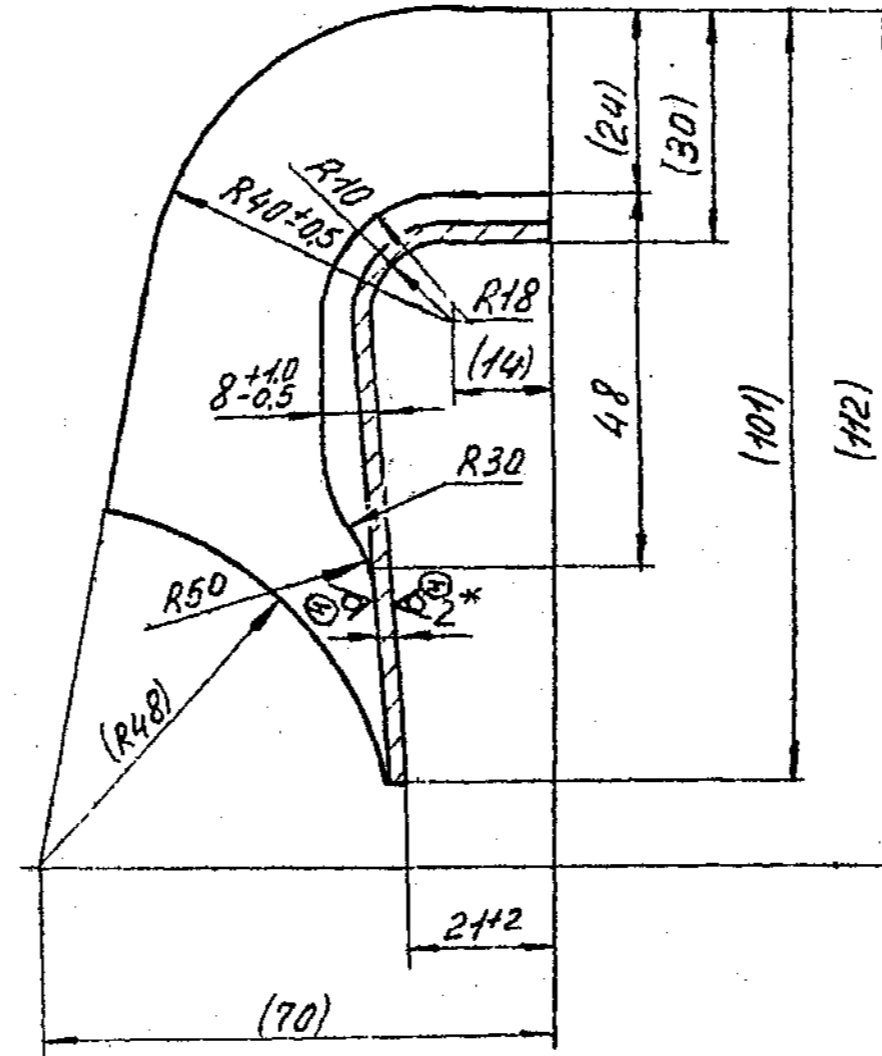 (24)
(30)
R10
R40±0,5
R18
(14)
8 +1,0 -0,5
48
(101)
(112)
R30
R50
И
И
2*
(R48)
21+2
(70)